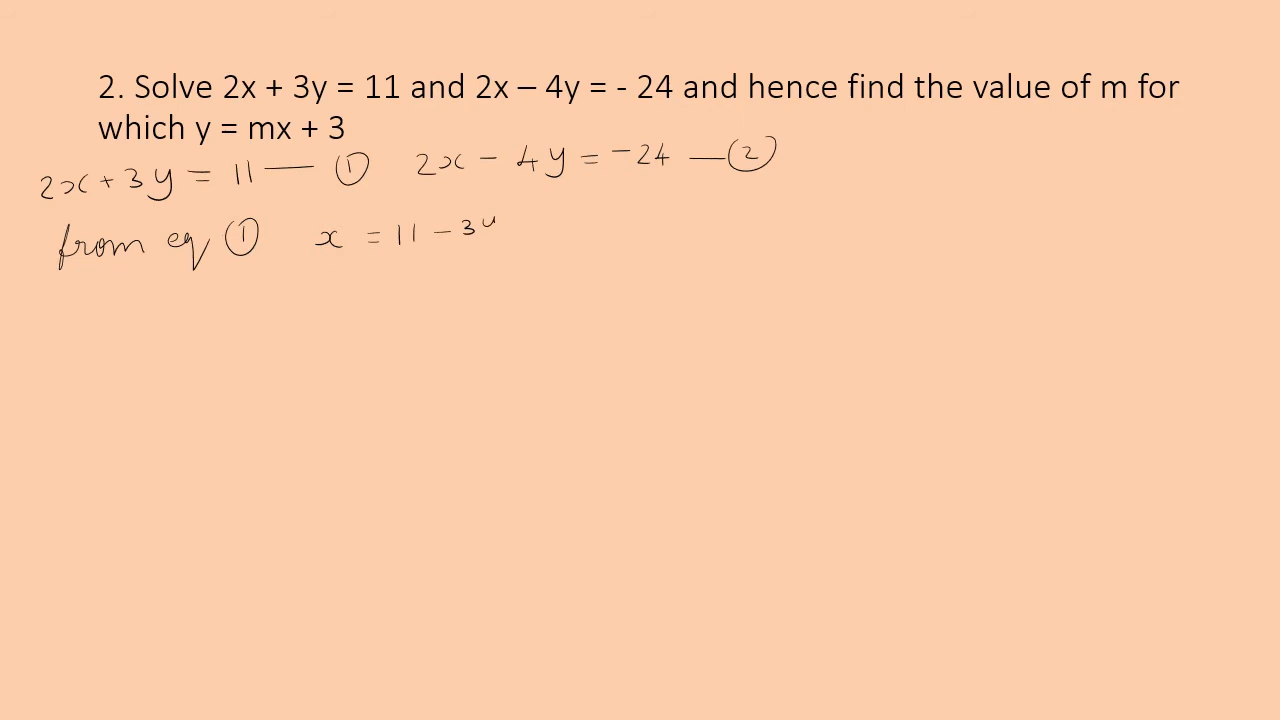 2. Solve 2x + 3y = 11 and 2x – 4y = - 24 and hence find the value of m for
which y = mx + 3
2x + 3y = 11 — ① 2x - 4y = -24 — ②
from eq ① x = 11 - 3y